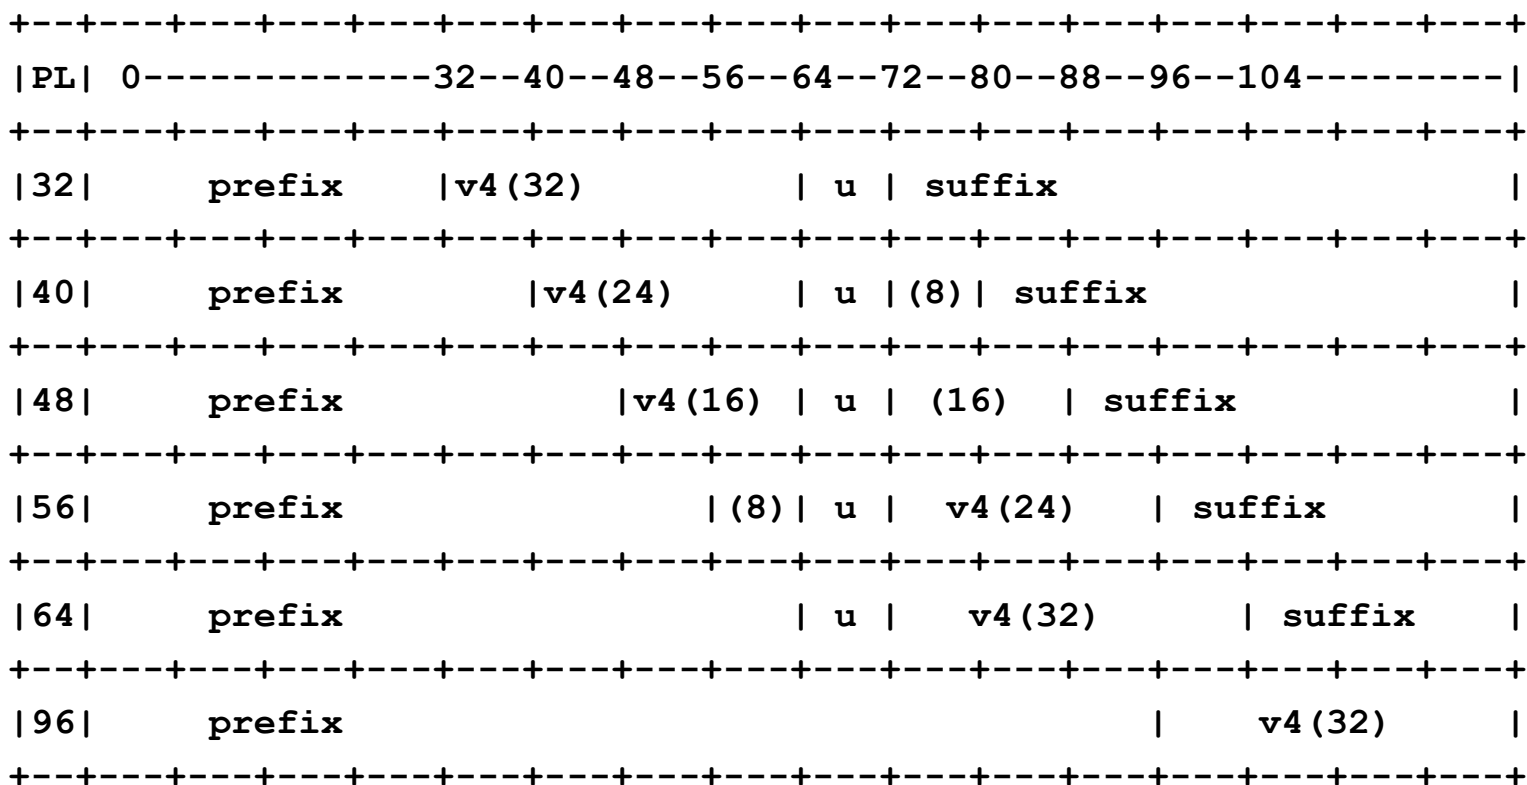 +--+---+---+---+---+---+---+---+---+---+---+---+---+---+---+---+---+
|PL| 0-------------32--40--48--56--64--72--80--88--96--104---------|
+--+---+---+---+---+---+---+---+---+---+---+---+---+---+---+---+---+
|32|     prefix    |v4(32)         | u | suffix                    |
+--+---+---+---+---+---+---+---+---+---+---+---+---+---+---+---+---+
|40|     prefix        |v4(24)     | u |(8)| suffix                |
+--+---+---+---+---+---+---+---+---+---+---+---+---+---+---+---+---+
|48|     prefix            |v4(16) | u | (16)  | suffix            |
+--+---+---+---+---+---+---+---+---+---+---+---+---+---+---+---+---+
|56|     prefix                |(8)| u |  v4(24)   | suffix        |
+--+---+---+---+---+---+---+---+---+---+---+---+---+---+---+---+---+
|64|     prefix                    | u |   v4(32)      | suffix    |
+--+---+---+---+---+---+---+---+---+---+---+---+---+---+---+---+---+
|96|     prefix                                    |    v4(32)     |
+--+---+---+---+---+---+---+---+---+---+---+---+---+---+---+---+---+